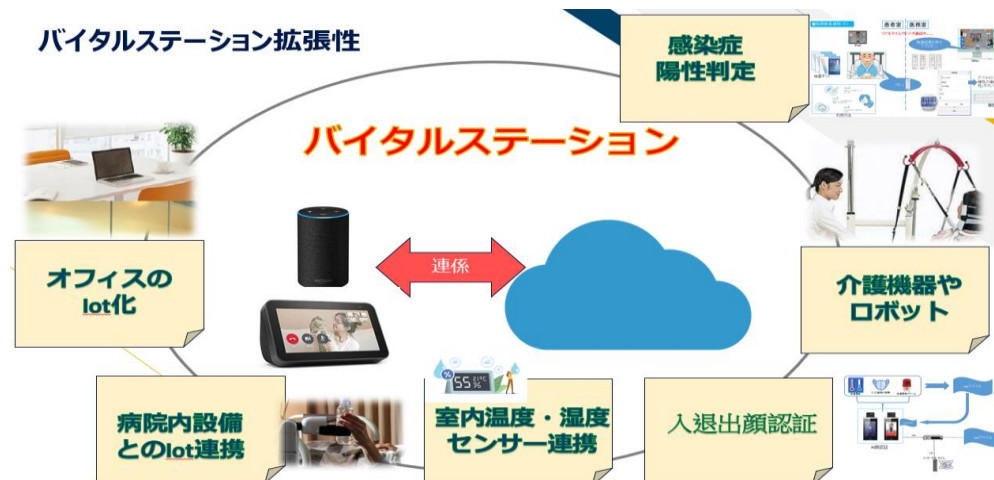 バイタルステーション拡張性
感染症
陽性判定
バイタルステーション
連係
オフィスの
Iot化
介護機器や
ロボット
病院内設備
とのIot連携
55
%
室内温度・湿度
センサー連携
入退出顔認証